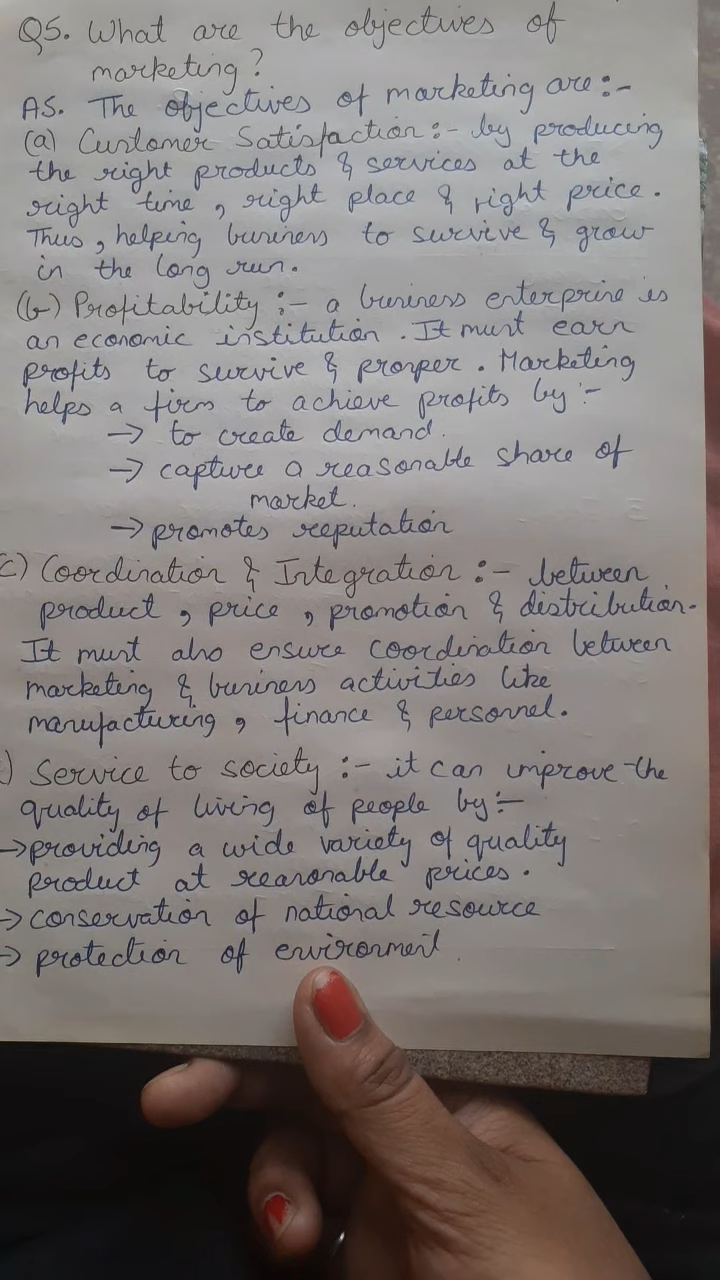 Q5. What are the objectives of
marketing?
A5. The objectives of marketing are:-
(a) Customer Satisfaction:- by producing
the right products & services at the
right time, right place & right price.
Thus, helping business to survive & grow
in the long run.
(b) Profitability:- a business enterprise is
an economic institution. It must earn
profits to survive & prosper. Marketing
helps a firm to achieve profits by:-
→ to create demand.
→ capture a reasonable share of
market.
→ promotes reputation
c) Coordination & Integration:- between
product, price, promotion & distribution.
It must also ensure coordination between
marketing & business activities like
manufacturing, finance & personnel.
) Service to society:- it can improve the
quality of living of people by:-
→ providing a wide variety of quality
product at reasonable prices.
→ conservation of national resource
→ protection of environment.